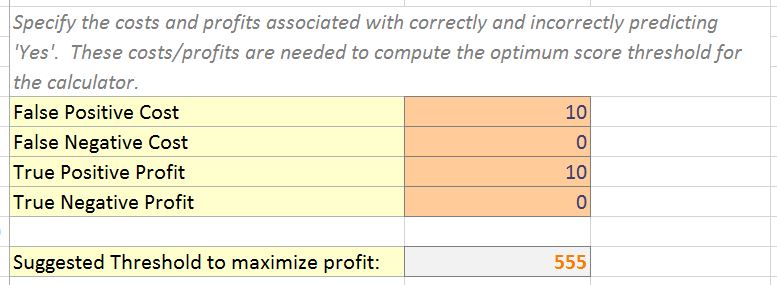 Specify the costs and profits associated with correctly and incorrectly predicting
'Yes'.  These costs/profits are needed to compute the optimum score threshold for
the calculator.
False Positive Cost 10
False Negative Cost 0
True Positive Profit 10
True Negative Profit 0
Suggested Threshold to maximize profit: 555